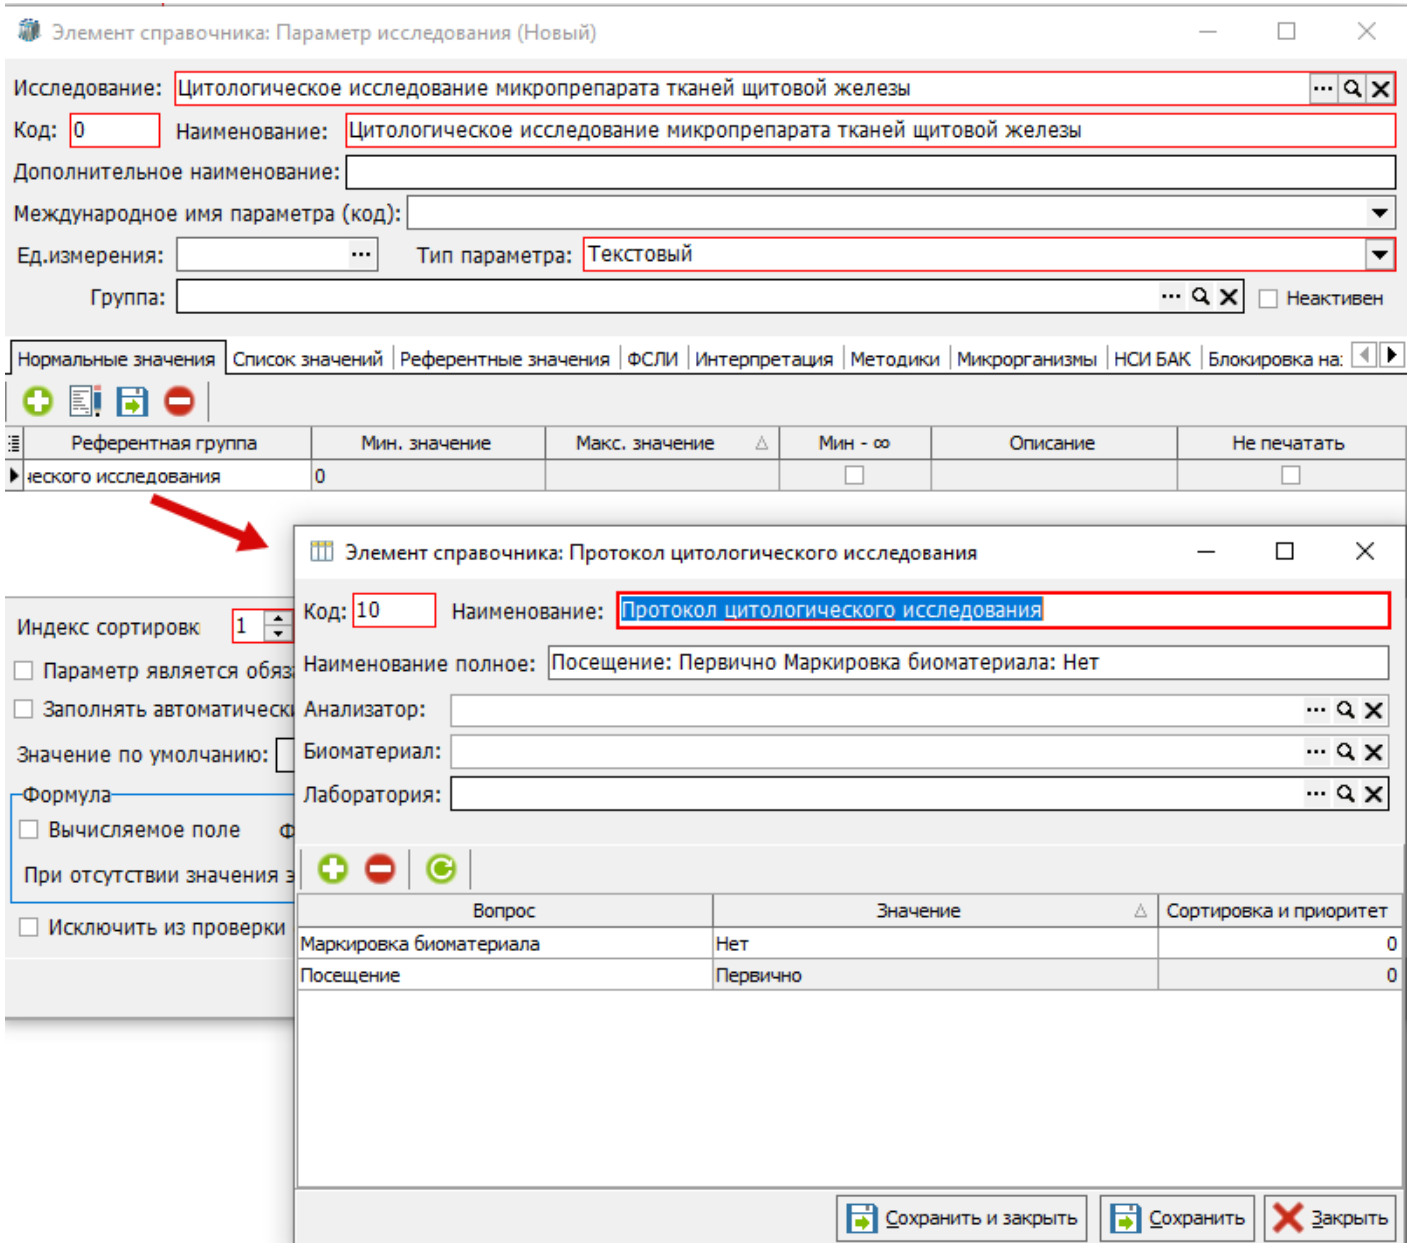 Элемент справочника: Параметр исследования (Новый)
Исследование: Цитологическое исследование микропрепарата тканей щитовой железы
Код: 0 Наименование: Цитологическое исследование микропрепарата тканей щитовой железы
Дополнительное наименование:
Международное имя параметра (код):
Ед.измерения: Тип параметра: Текстовый
Группа: Неактивен
Нормальные значения Список значений Референтные значения ФСЛИ Интерпретация Методики Микрорганизмы НСИ БАК Блокировка на:
Референтная группа Мин. значение Макс. значение Мин - ∞ Описание Не печатать
ческого исследования 0
Элемент справочника: Протокол цитологического исследования
Код: 10 Наименование: Протокол цитологического исследования
Наименование полное: Посещение: Первично Маркировка биоматериала: Нет
Анализатор:
Биоматериал:
Лаборатория:
Вопрос Значение Сортировка и приоритет
Маркировка биоматериала Нет 0
Посещение Первично 0
Сохранить и закрыть Сохранить Закрыть
Индекс сортировк 1
Параметр является обяз
Заполнять автоматически
Значение по умолчанию:
Формула
Вычисляемое поле Ф
При отсутствии значения э
Исключить из проверки